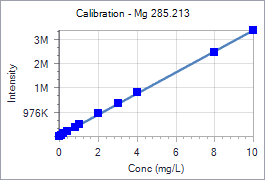 Calibration - Mg 285.213
3M
2M
1M
976K
Intensity
0 2 4 6 8 10
Conc (mg/L)